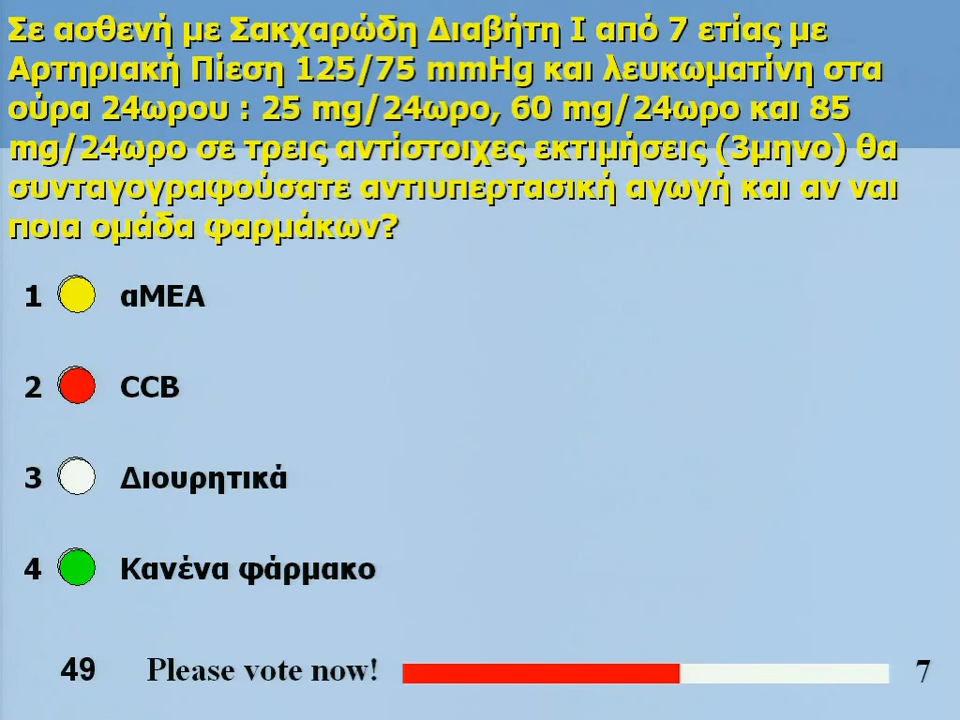 Σε ασθενή με Σακχαρώδη Διαβήτη Ι από 7 ετίας με
Αρτηριακή Πίεση 125/75 mmHg και λευκωματίνη στα
ούρα 24ωρου : 25 mg/24ωρο, 60 mg/24ωρο και 85
mg/24ωρο σε τρεις αντίστοιχες εκτιμήσεις (3μηνο) θα
συνταγογραφούσατε αντιυπερτασική αγωγή και αν ναι
ποια ομάδα φαρμάκων?
1 αΜΕΑ
2 CCB
3 Διουρητικά
4 Κανένα φάρμακο
49 Please vote now! 7